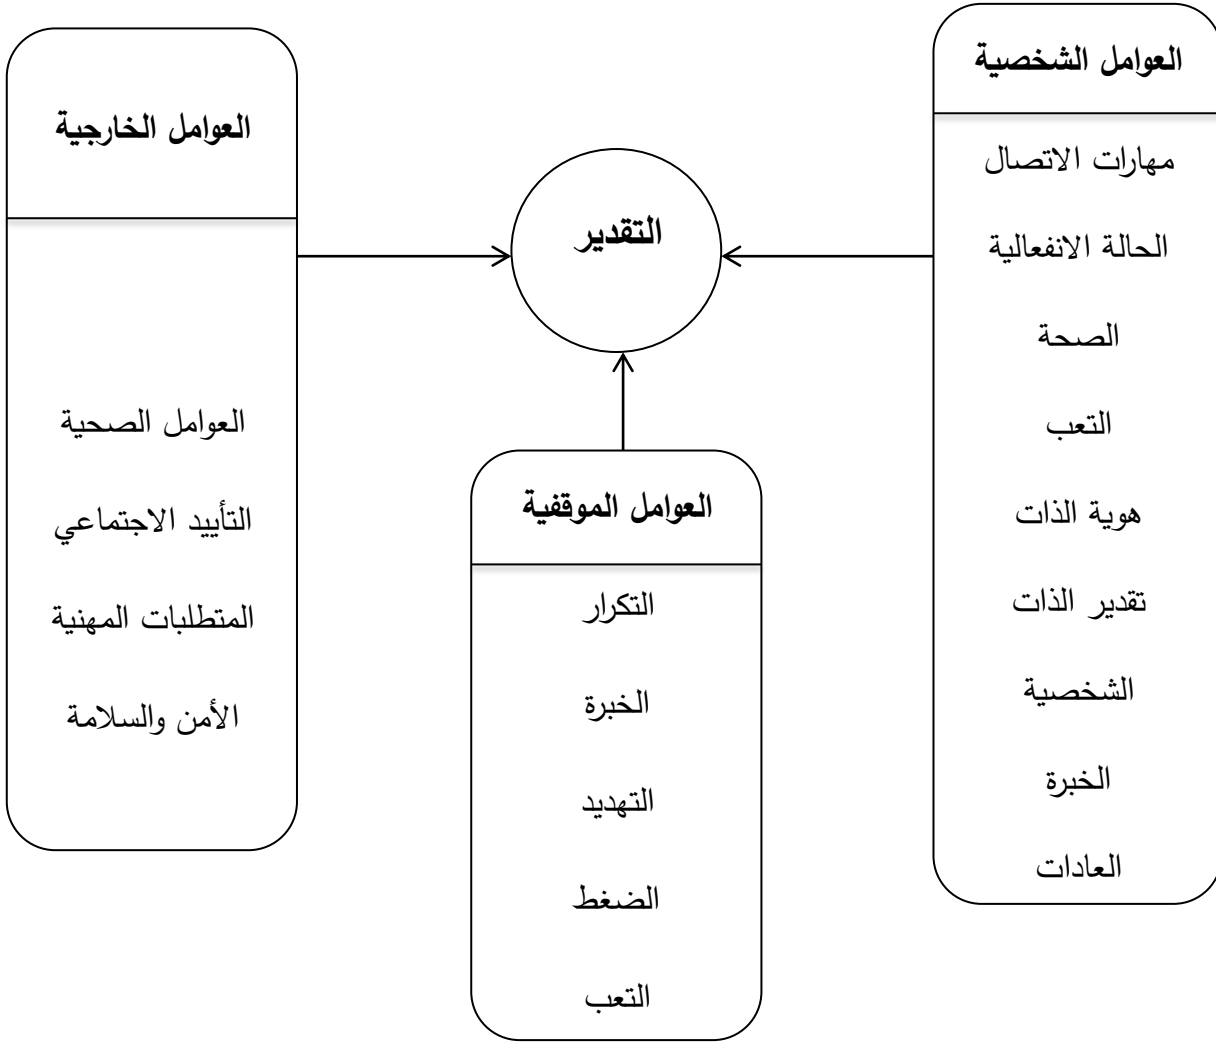 العوامل الشخصية
مهارات الاتصال
الحالة الانفعالية
الصحة
التعب
هوية الذات
تقدير الذات
الشخصية
الخبرة
العادات
التقدير
العوامل الموقفية
التكرار
الخبرة
التهديد
الضغط
التعب
العوامل الخارجية
العوامل الصحية
التأييد الاجتماعي
المتطلبات المهنية
الأمن والسلامة